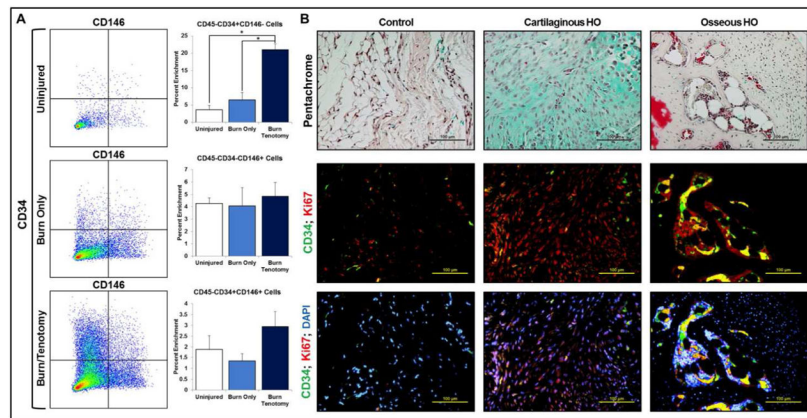 A
CD146
CD34
Uninjured
CD45-CD34+CD146- Cells
Percent Enrichment
25
20
15
10
5
0
*
*
Uninjured
Burn Only
Burn
Tenotomy
CD146
Burn Only
CD45-CD34-CD146+ Cells
Percent Enrichment
7
6
5
4
3
2
1
0
Uninjured
Burn Only
Burn
Tenotomy
CD146
Burn/Tenotomy
CD45-CD34+CD146+ Cells
Percent Enrichment
4
3.5
3
2.5
2
1.5
1
0.5
0
Uninjured
Burn Only
Burn
Tenotomy
B
Control
Cartilaginous HO
Osseous HO
Pentachrome
100 µm
100 µm
100 µm
CD34; Ki67
100 µm
100 µm
100 µm
CD34; Ki67; DAPI
100 µm
100 µm
100 µm